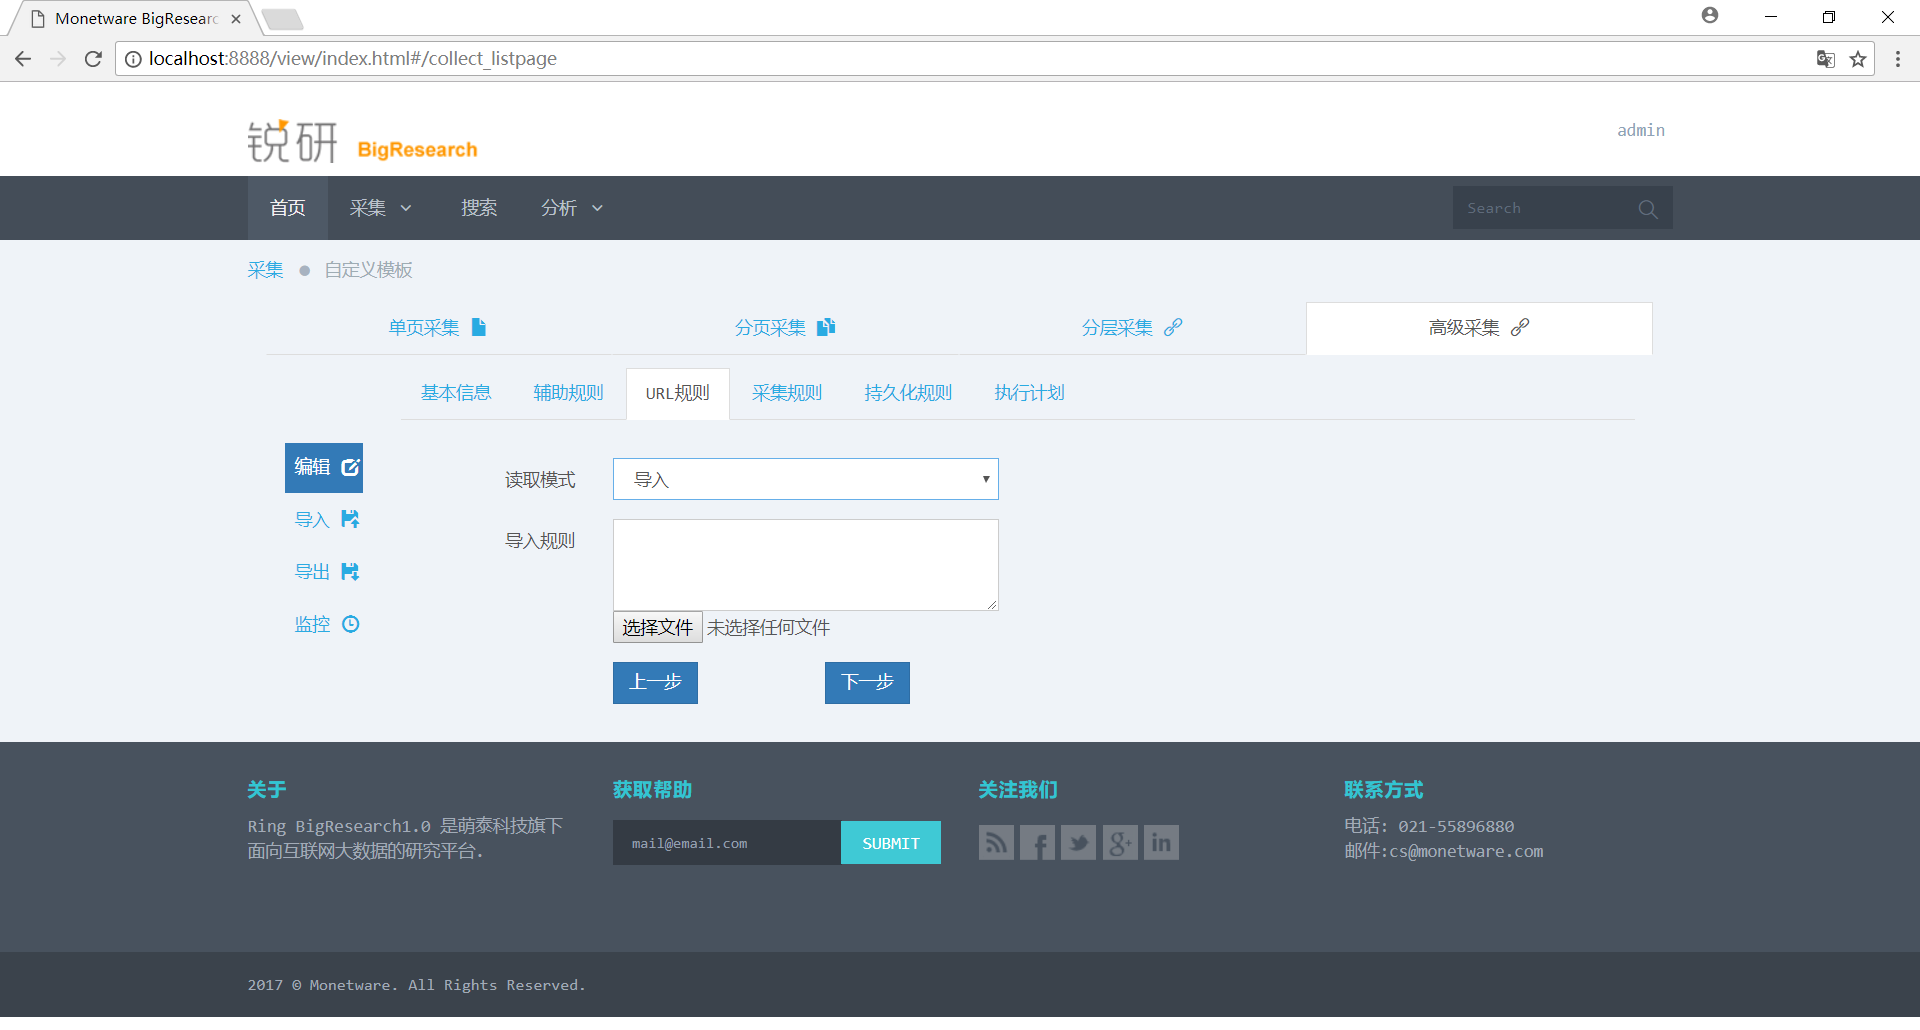 Monetware BigResearc
localhost:8888/view/index.html#/collect_listpage
锐研 BigResearch
admin
首页 采集 搜索 分析 Search
采集 自定义模板
单页采集 分页采集 分层采集 高级采集
基本信息 辅助规则 URL规则 采集规则 持久化规则 执行计划
编辑
导入
导出
监控
读取模式 导入
导入规则
选择文件 未选择任何文件
上一步 下一步
关于
Ring BigResearch1.0 是萌泰科技旗下
面向互联网大数据的研究平台.
获取帮助
mail@email.com SUBMIT
关注我们
联系方式
电话: 021-55896880
邮件:cs@monetware.com
2017 © Monetware. All Rights Reserved.